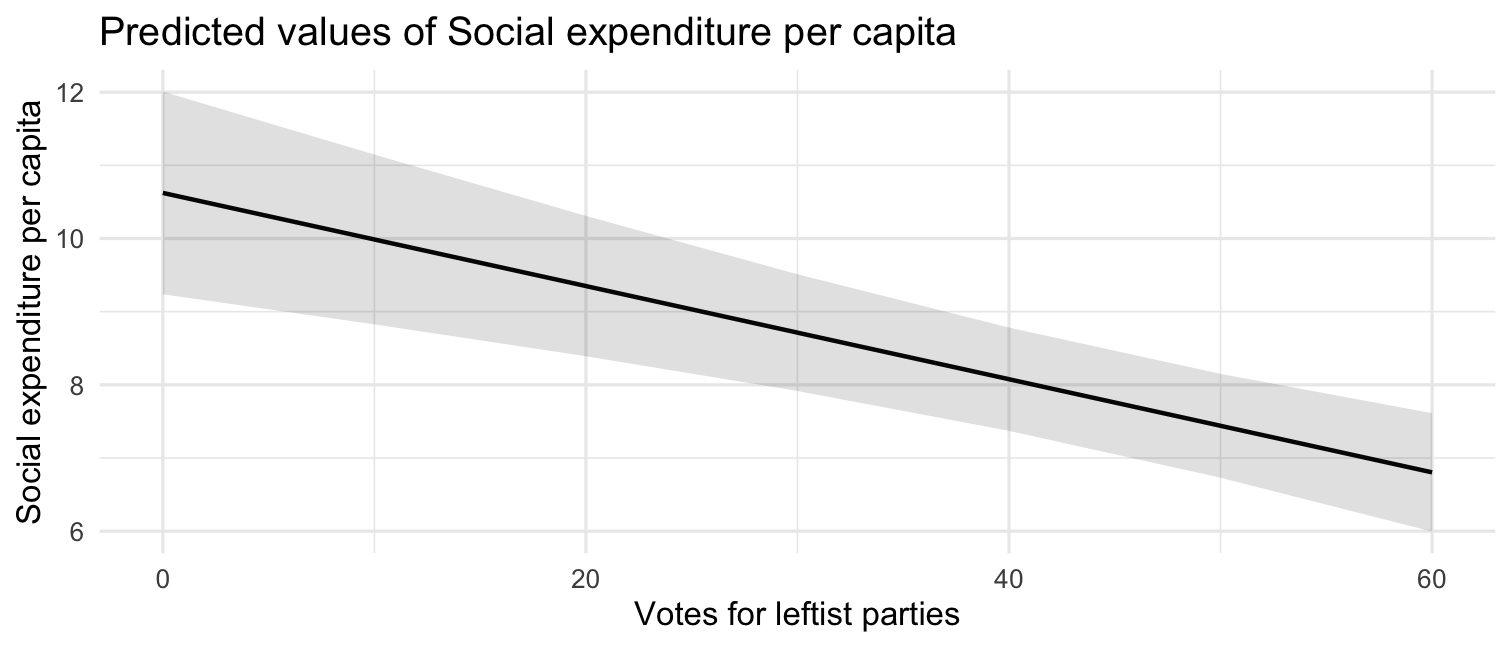 Predicted values of Social expenditure per capita
Social expenditure per capita
12
10
8
6
0 20 40 60
Votes for leftist parties